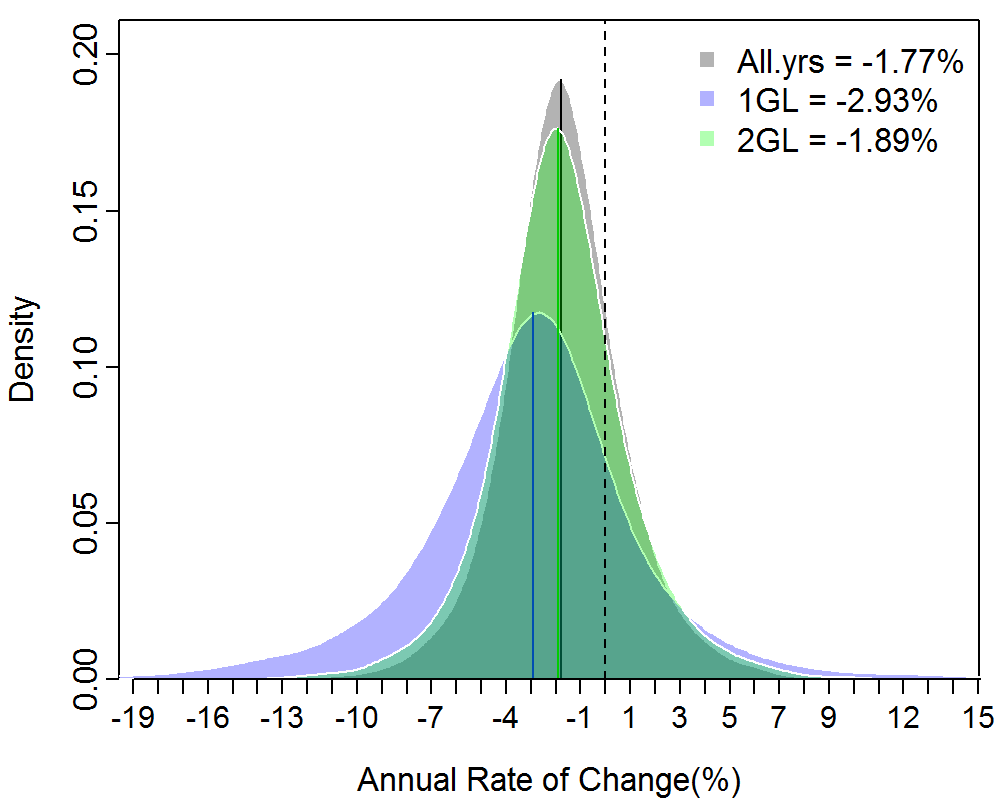 All.yrs = -1.77%
1GL = -2.93%
2GL = -1.89%
Density
0.20
0.15
0.10
0.05
0.00
-19 -16 -13 -10 -7 -4 -1 1 3 5 7 9 12 15
Annual Rate of Change(%)